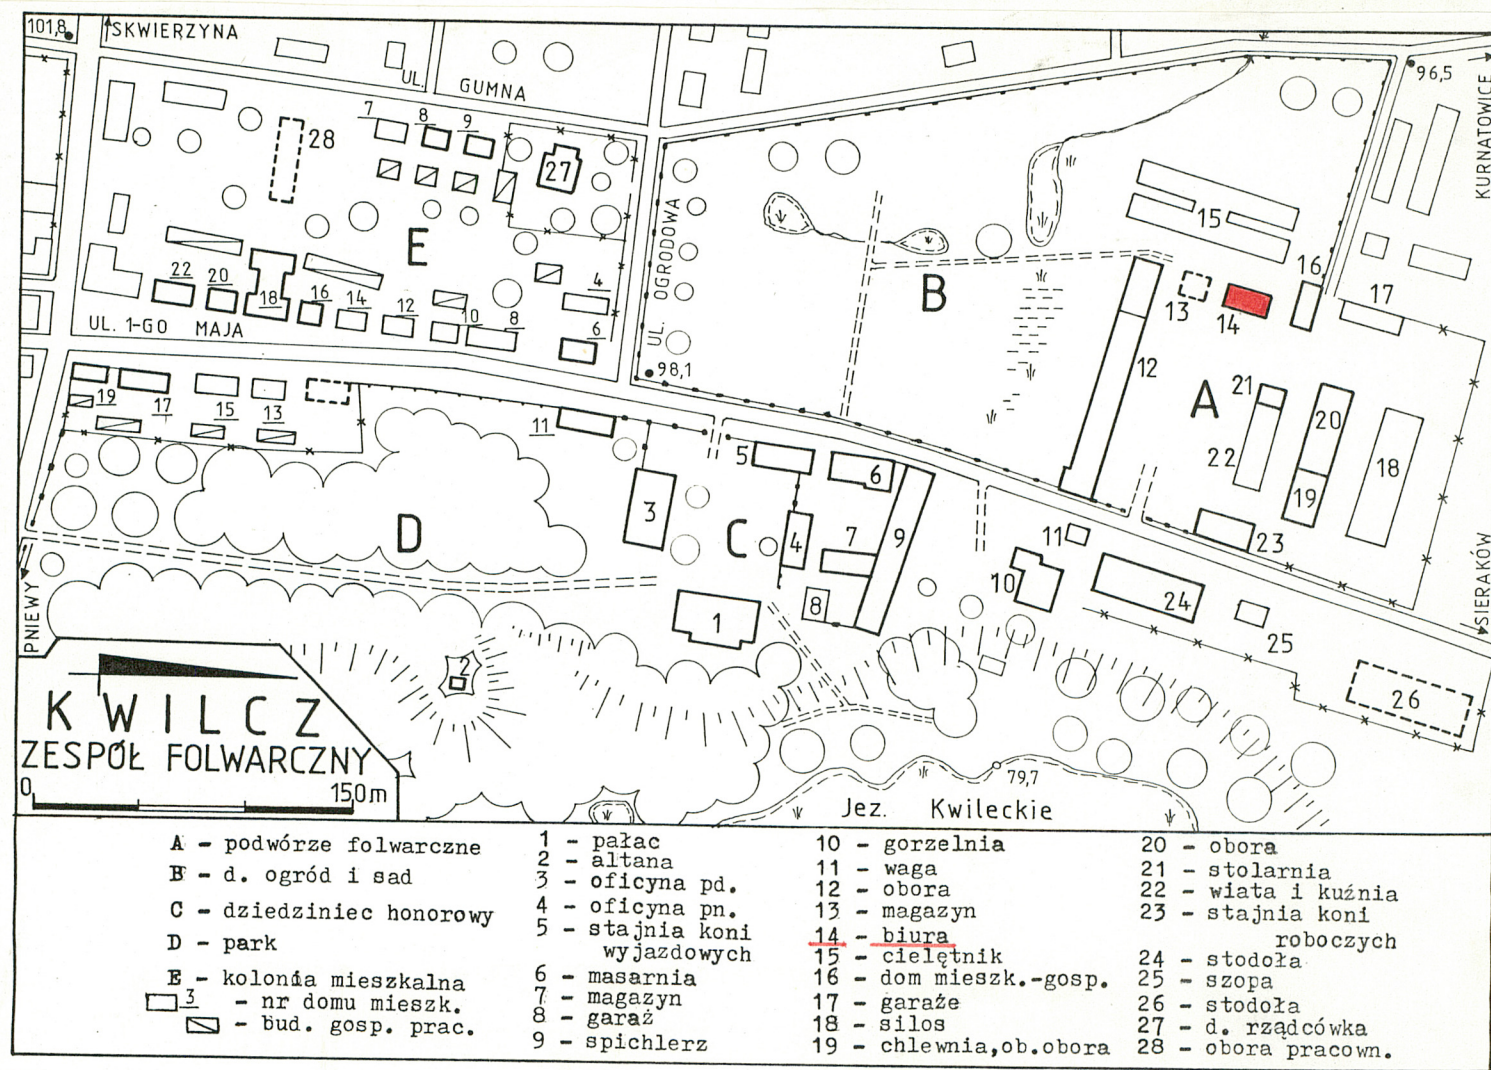 101,8
SKWIERZYNA
UL. GUMNA
96,5
KURNATOWICE
7
8
9
28
27
UL. OGRODOWA
15
E
B
16
13
14
17
22
20
18
16
14
12
10
8
4
6
UL. 1-GO MAJA
98,1
12
A
21
20
22
19
18
23
19
17
15
13
11
5
6
3
C
4
7
9
8
D
1
2
11
10
24
25
26
PNIEWY
SIERAKÓW
KWILCZ
ZESPÓŁ FOLWARCZNY
0 150m
79,7
Jez. Kwileckie
A - podwórze folwarczne
B - d. ogród i sad
C - dziedziniec honorowy
D - park
E - kolonia mieszkalna
3 - nr domu mieszk.
- bud. gosp. prac.
1 - pałac
2 - altana
3 - oficyna pd.
4 - oficyna pn.
5 - stajnia koni
wyjazdowych
6 - masarnia
7 - magazyn
8 - garaż
9 - spichlerz
10 - gorzelnia
11 - waga
12 - obora
13 - magazyn
14 - biura
15 - cielętnik
16 - dom mieszk.-gosp.
17 - garaże
18 - silos
19 - chlewnia,ob.obora
20 - obora
21 - stolarnia
22 - wiata i kuźnia
23 - stajnia koni
roboczych
24 - stodoła
25 - szopa
26 - stodoła
27 - d. rządcówka
28 - obora pracown.